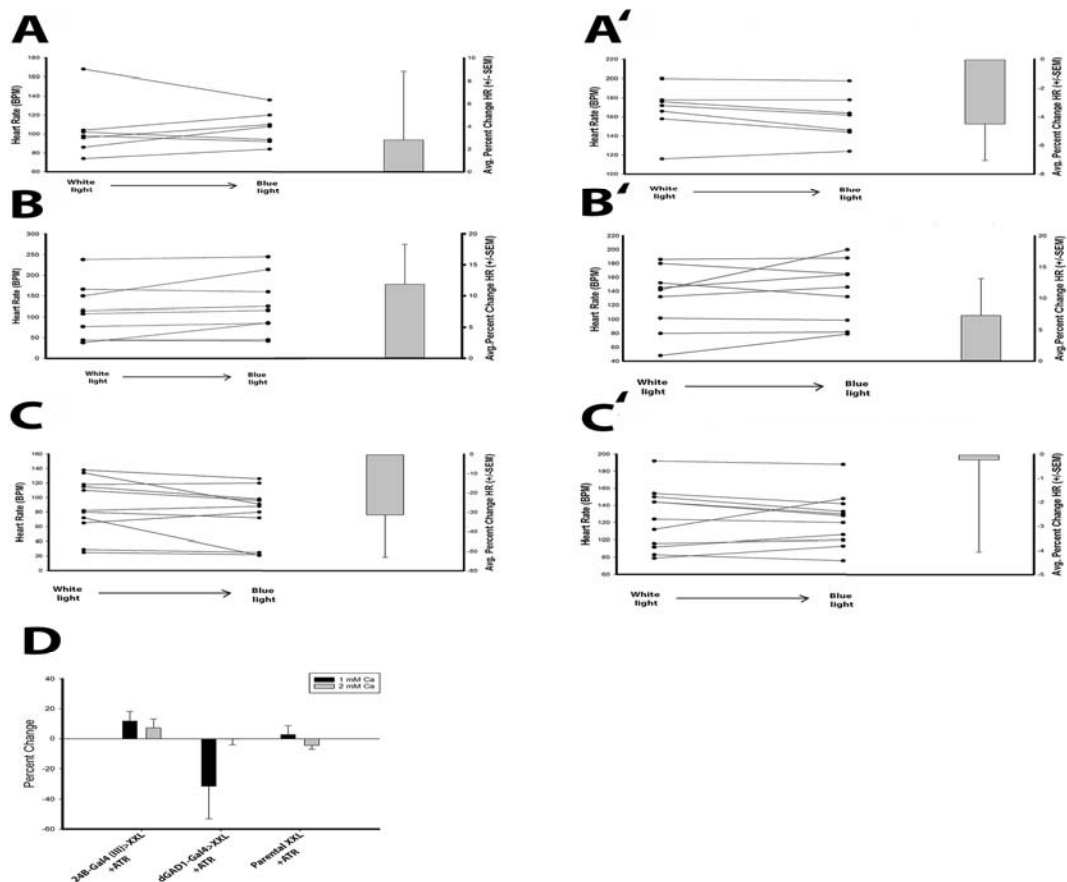 A
Heart Rate (BPM)
180
160
140
120
100
80
60
White
light
Blue
light
10
8
6
4
2
0
Avg. Percent Change HR (+/- SEM)
A'
Heart Rate (BPM)
220
200
180
160
140
120
100
White
light
Blue
light
0
-2
-4
-6
-8
Avg. Percent Change HR (+/-SEM)
B
Heart Rate (BPM)
300
250
200
150
100
50
0
White
light
Blue
light
20
15
10
5
0
Avg.Percent Change HR (+/-SEM)
B'
Heart Rate (BPM)
220
200
180
160
140
120
100
80
60
40
White
light
Blue
light
20
15
10
5
0
Avg. Percent Change HR (+/-SEM)
C
Heart Rate (BPM)
160
140
120
100
80
60
40
20
0
White
light
Blue
light
0
-10
-20
-30
-40
-50
-60
Avg. Percent Change HR (+/-SEM)
C'
Heart Rate (BPM)
200
180
160
140
120
100
80
60
White
light
Blue
light
0
-1
-2
-3
-4
-5
Avg. Percent Change HR (+/-SEM)
D
Percent Change
40
20
0
-20
-40
-60
1 mM Ca
2 mM Ca
24B-Gal4 (III)>XXL
+ATR
dGAD1-Gal4>XXL
+ATR
Parental XXL
+ATR